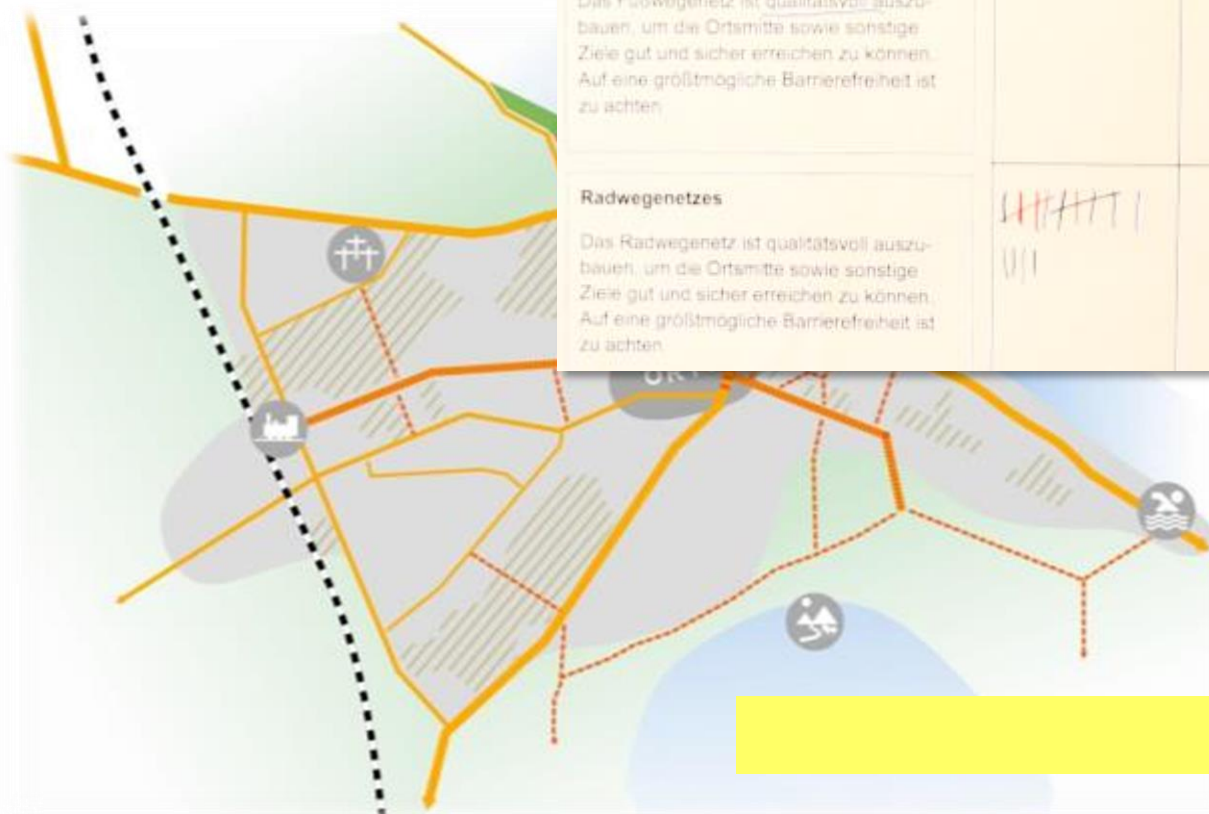 Das Fußwegenetz ist qualitätsvoll auszu-
bauen, um die Ortsmitte sowie sonstige
Ziele gut und sicher erreichen zu können.
Auf eine größtmögliche Barrierefreiheit ist
zu achten.
Radwegenetzes
Das Radwegenetz ist qualitätsvoll auszu-
bauen, um die Ortsmitte sowie sonstige
Ziele gut und sicher erreichen zu können.
Auf eine größtmögliche Barrierefreiheit ist
zu achten.